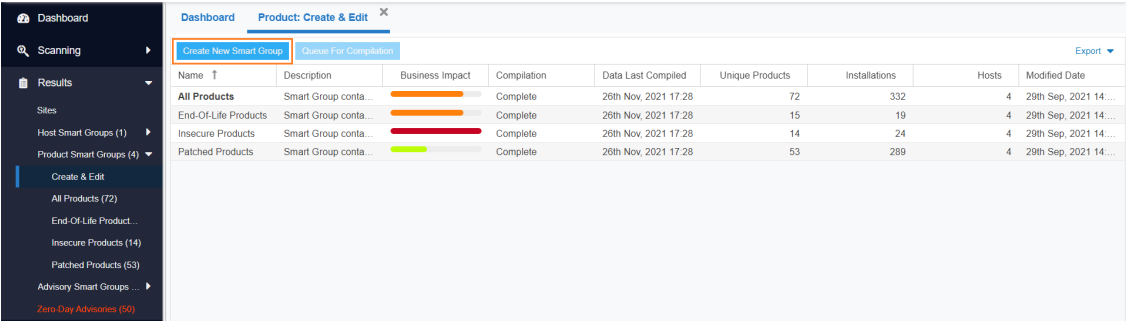 Dashboard
Scanning
Results
Sites
Host Smart Groups (1)
Product Smart Groups (4)
Create & Edit
All Products (72)
End-Of-Life Product...
Insecure Products (14)
Patched Products (53)
Advisory Smart Groups ...
Zero-Day Advisories (50)
Dashboard Product: Create & Edit
Create New Smart Group Queue For Compilation Export
Name Description Business Impact Compilation Data Last Compiled Unique Products Installations Hosts Modified Date
All Products Smart Group conta... Complete 26th Nov, 2021 17:28 72 332 4 29th Sep, 2021 14:...
End-Of-Life Products Smart Group conta... Complete 26th Nov, 2021 17:28 15 19 4 29th Sep, 2021 14:...
Insecure Products Smart Group conta... Complete 26th Nov, 2021 17:28 14 24 4 29th Sep, 2021 14:...
Patched Products Smart Group conta... Complete 26th Nov, 2021 17:28 53 289 4 29th Sep, 2021 14:...